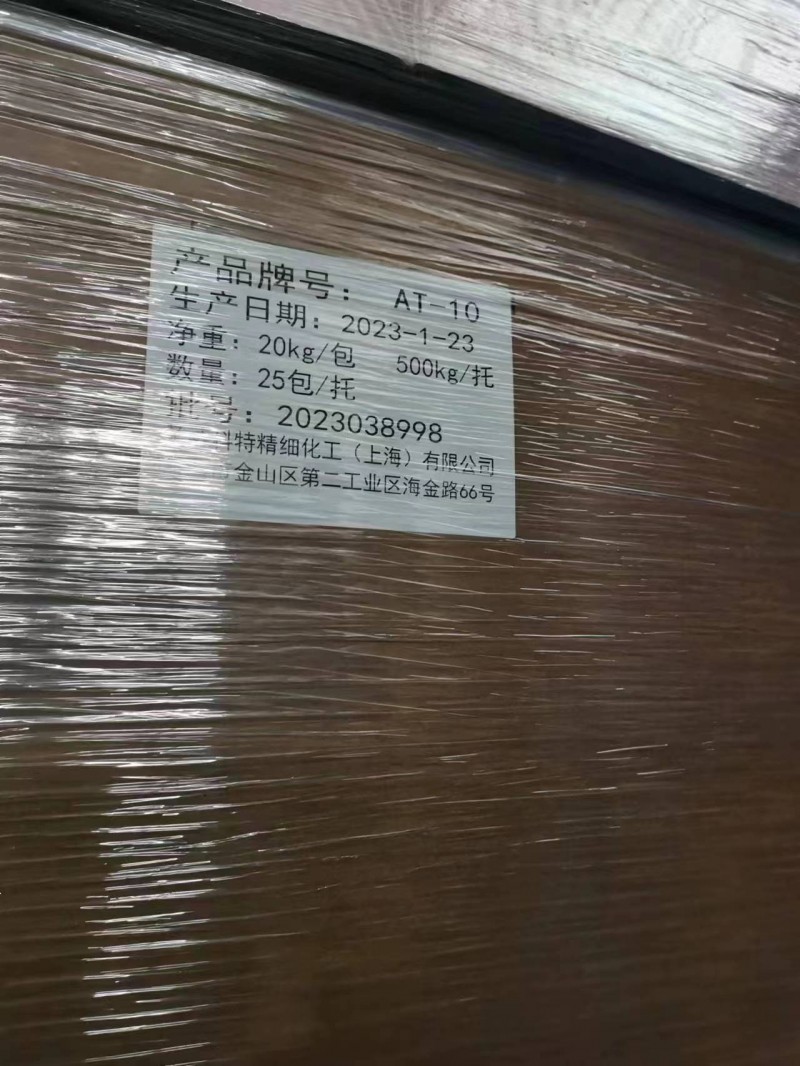 产品牌号： AT-10
生产日期：2023-1-23
净重：20kg/包 500kg/托
数量：25包/托
批号：2023038998
科特精细化工（上海）有限公司
金山区第二工业区海金路66号